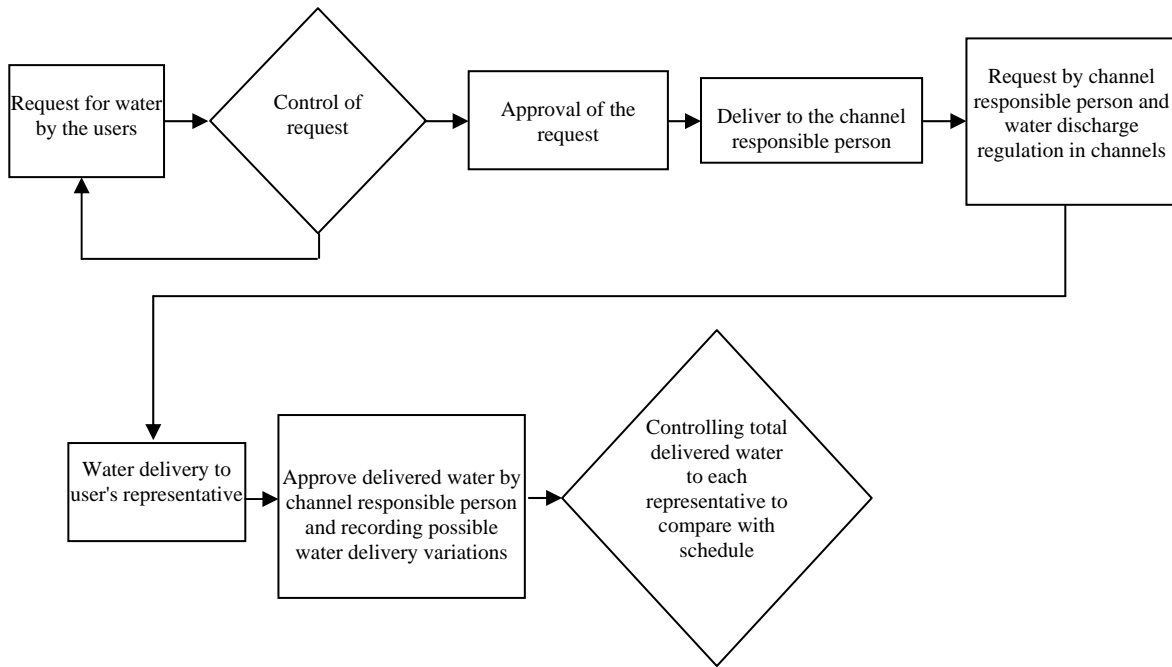 Request for water
by the users
Control of
request
Approval of the
request
Deliver to the channel
responsible person
Request by channel
responsible person and
water discharge
regulation in channels
Water delivery to
user's representative
Approve delivered water by
channel responsible person
and recording possible
water delivery variations
Controlling total
delivered water
to each
representative to
compare with
schedule